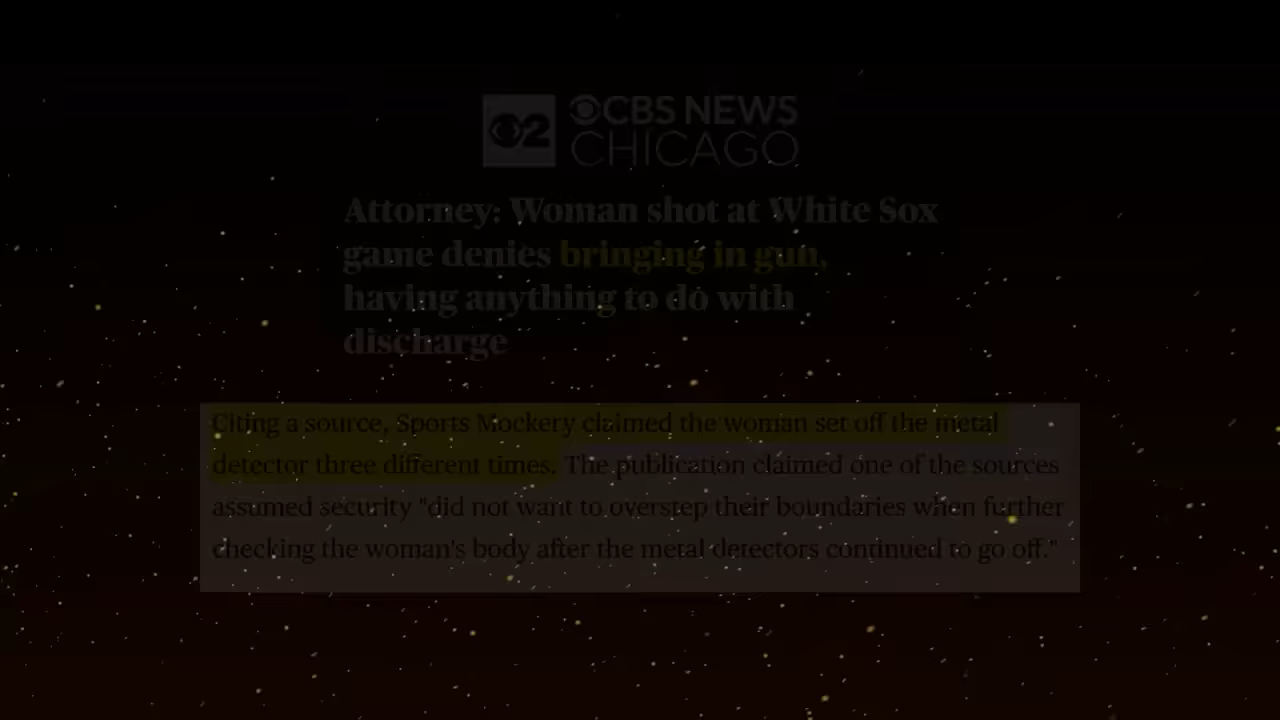 2 CBS NEWS
CHICAGO
Attorney: Woman shot at White Sox
game denies bringing in gun,
having anything to do with
discharge
Citing a source, Sports Mockery claimed the woman set off the metal
detector three different times. The publication claimed one of the sources
assumed security "did not want to overstep their boundaries when further
checking the woman's body after the metal detectors continued to go off."